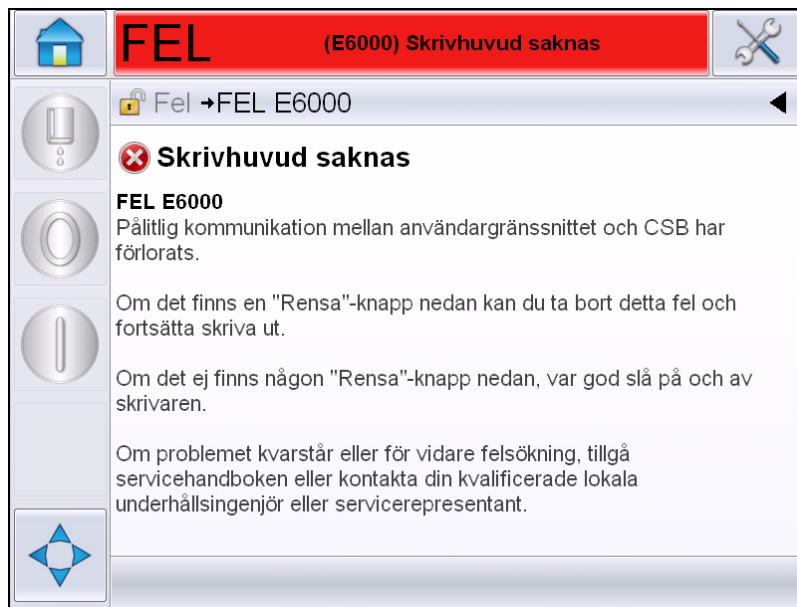 FEL
(E6000) Skrivhuvud saknas
Fel →FEL E6000
Skrivhuvud saknas
FEL E6000
Pålitlig kommunikation mellan användargränssnittet och CSB har
förlorats.
Om det finns en "Rensa"-knapp nedan kan du ta bort detta fel och
fortsätta skriva ut.
Om det ej finns någon "Rensa"-knapp nedan, var god slå på och av
skrivaren.
Om problemet kvarstår eller för vidare felsökning, tillgå
servicehandboken eller kontakta din kvalificerade lokala
underhållsingenjör eller servicerepresentant.